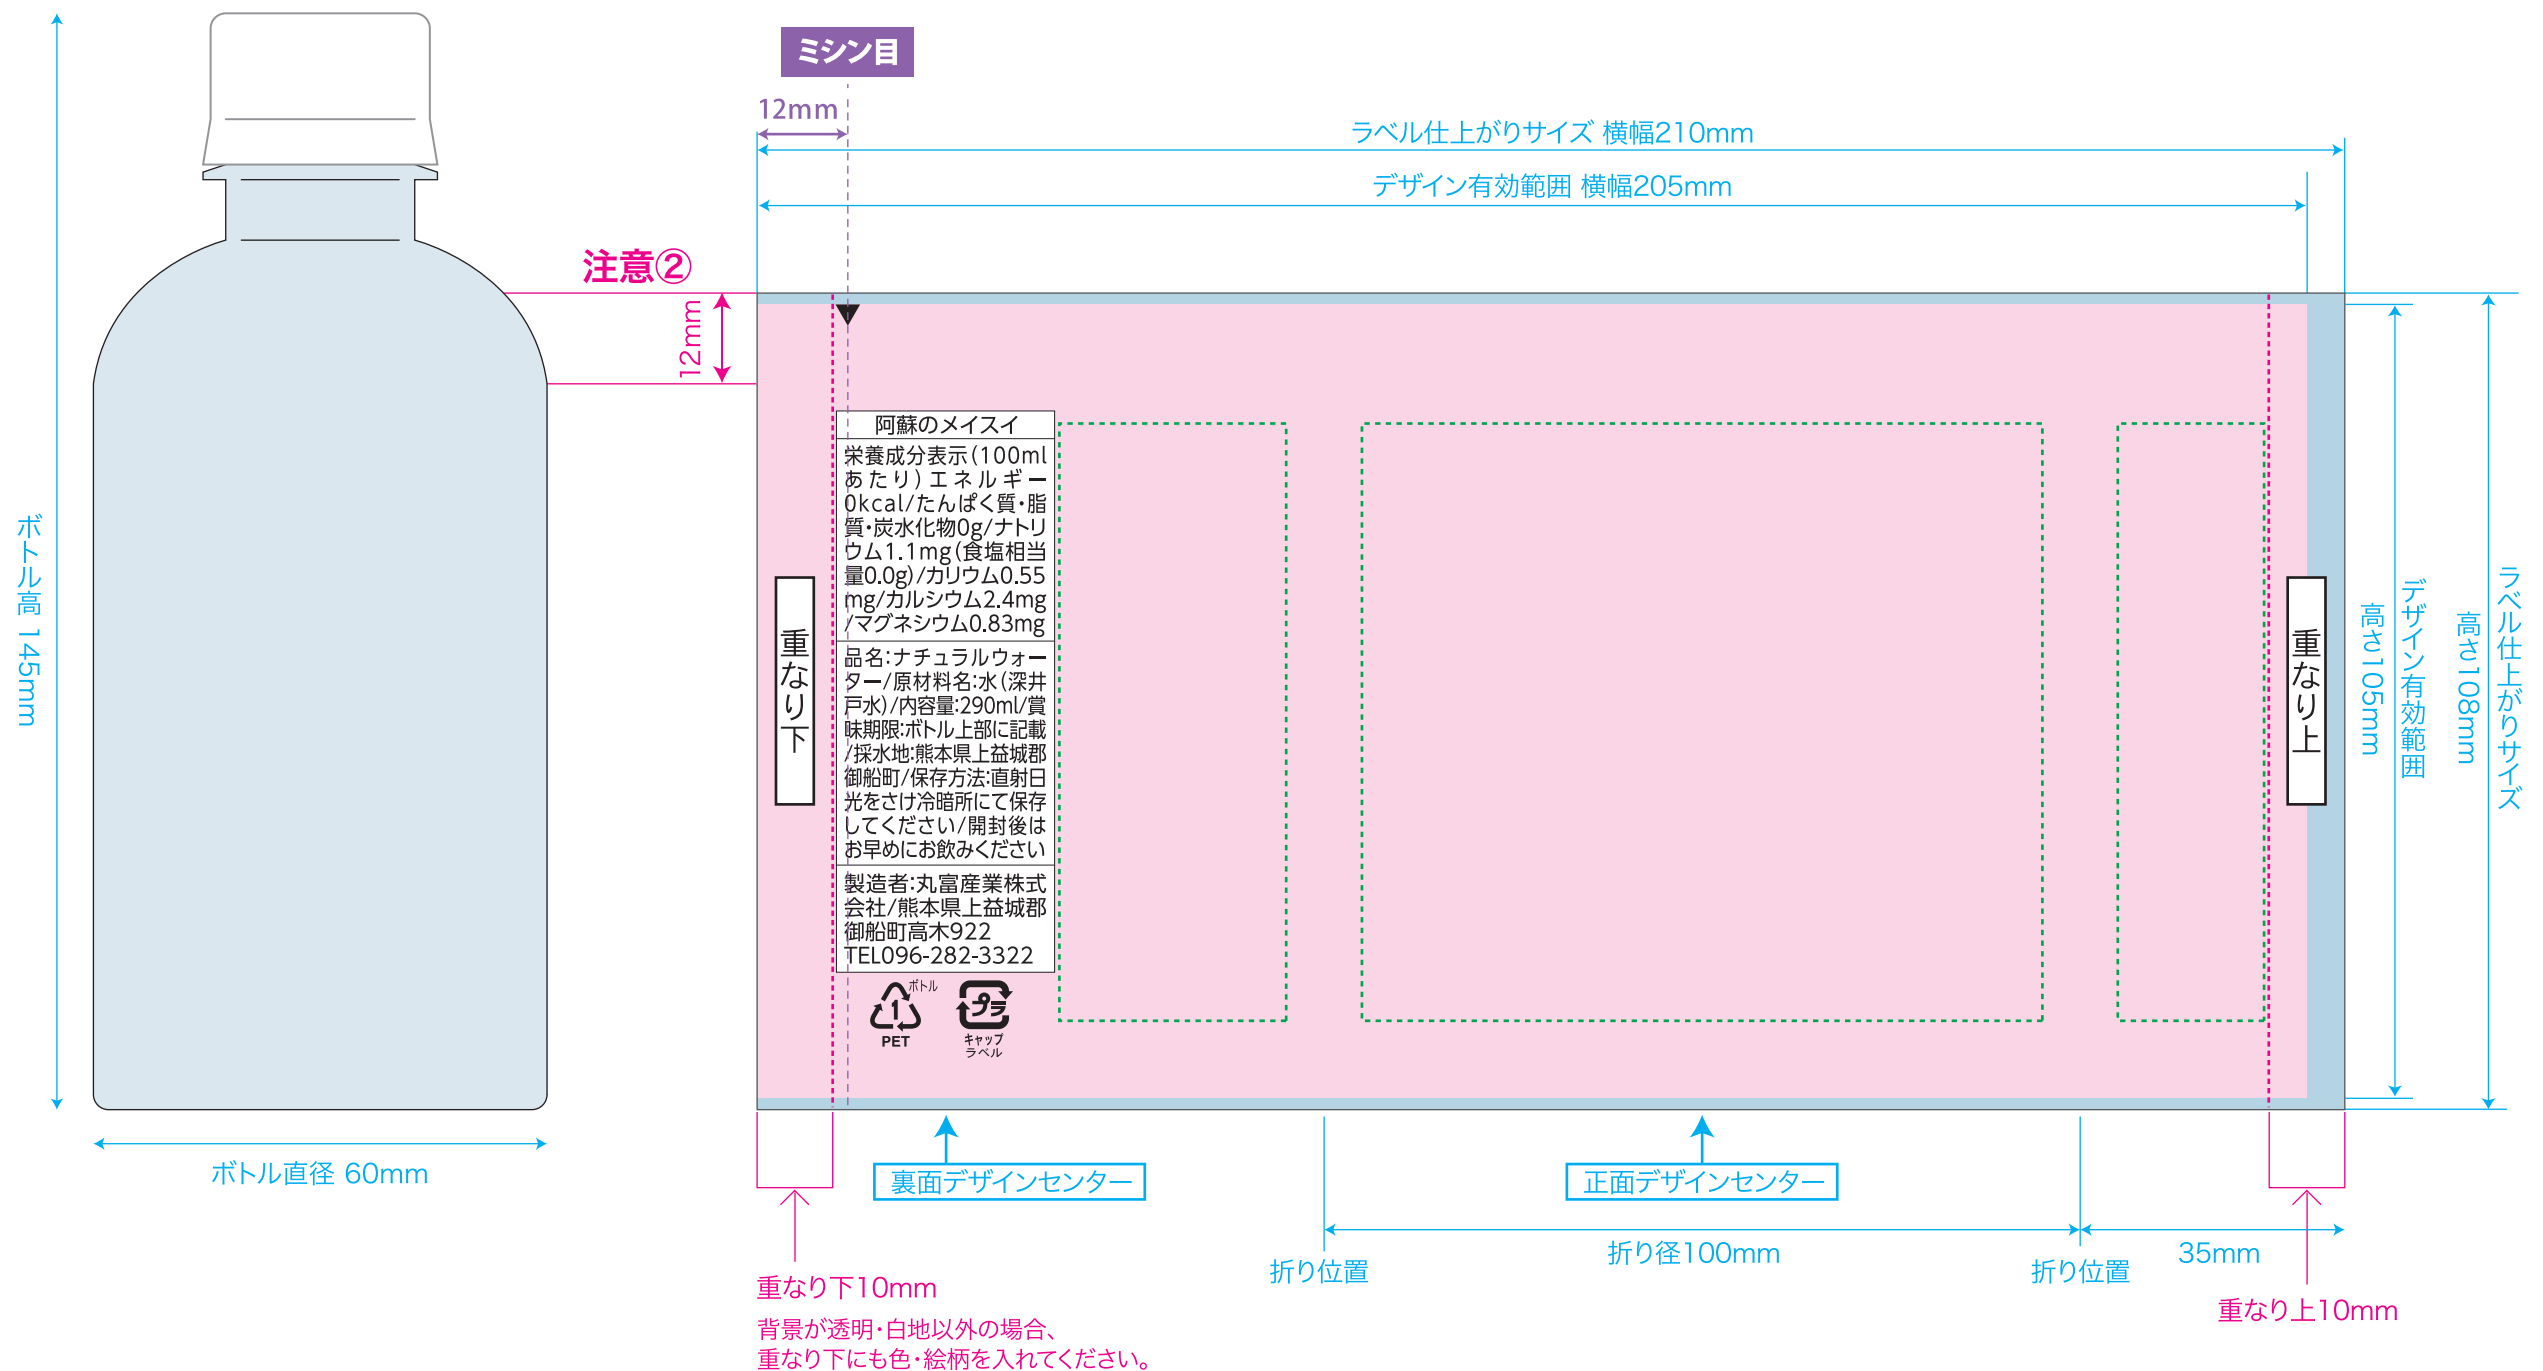 ミシン目
12mm
ラベル仕上がりサイズ 横幅210mm
デザイン有効範囲 横幅205mm
注意②
12mm
ボトル高 145mm
ボトル直径 60mm
重なり下
阿蘇のメイスイ
栄養成分表示(100ml
あたり)エネルギー
0kcal/たんぱく質・脂
質・炭水化物0g/ナトリ
ウム1.1mg(食塩相当
量0.0g)/カリウム0.55
mg/カルシウム2.4mg
/マグネシウム0.83mg
品名:ナチュラルウォー
ター/原材料名:水(深井
戸水)/内容量:290ml/賞
味期限:ボトル上部に記載
/採水地:熊本県上益城郡
御船町/保存方法:直射日
光をさけ冷暗所にて保存
してください/開封後は
お早めにお飲みください
製造者:丸富産業株式
会社/熊本県上益城郡
御船町高木922
TEL096-282-3322
1
ボトル
PET
プラ
キャップ
ラベル
重なり上
デザイン有効範囲
高さ105mm
ラベル仕上がりサイズ
高さ108mm
裏面デザインセンター
正面デザインセンター
折り位置
折り径100mm
折り位置
35mm
重なり下10mm
背景が透明・白地以外の場合、
重なり下にも色・絵柄を入れてください。
重なり上10mm